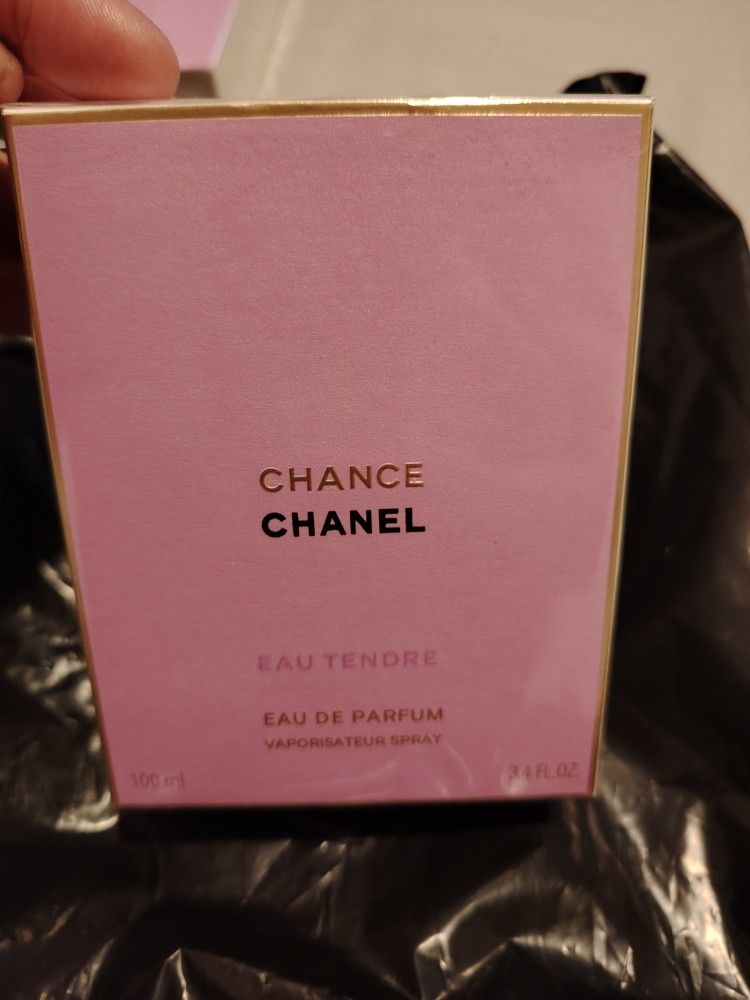 CHANCE
CHANEL
EAU TENDRE
EAU DE PARFUM
VAPORISATEUR SPRAY
100 ml 3.4 FL. OZ.